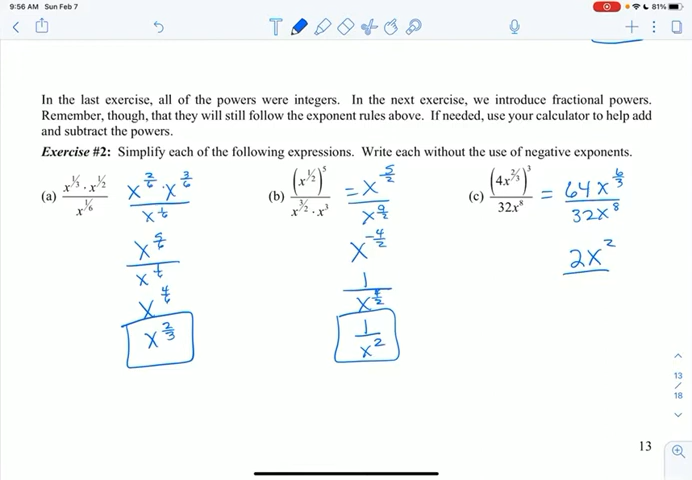 9:56 AM Sun Feb 7 81%
In the last exercise, all of the powers were integers. In the next exercise, we introduce fractional powers.
Remember, though, that they will still follow the exponent rules above. If needed, use your calculator to help add
and subtract the powers.
Exercise #2: Simplify each of the following expressions. Write each without the use of negative exponents.
(a) (x^(1/3) · x^(1/2)) / x^(1/6)
(x^(2/6) · x^(3/6)) / x^(1/6)
x^(5/6) / x^(1/6)
x^(4/6)
x^(2/3)
(b) (x^(1/2))^5 / (x^(3/2) · x^3) = x^(5/2) / x^(9/2)
x^(-4/2)
1 / x^(4/2)
1 / x^2
(c) (4x^(2/3))^3 / (32x^8) = 64x^(6/3) / 32x^8
2x^2
13
/
18
13